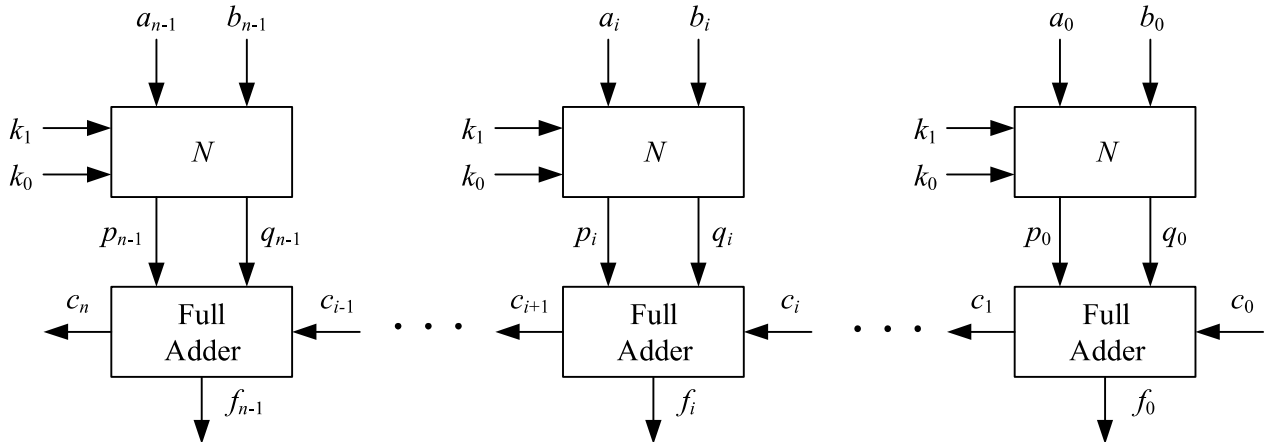 a_{n-1} b_{n-1} a_i b_i a_0 b_0
k_1 N k_1 N k_1 N
k_0 k_0 k_0
p_{n-1} q_{n-1} p_i q_i p_0 q_0
c_n Full Adder c_{i-1} · · · c_{i+1} Full Adder c_i · · · c_1 Full Adder c_0
f_{n-1} f_i f_0